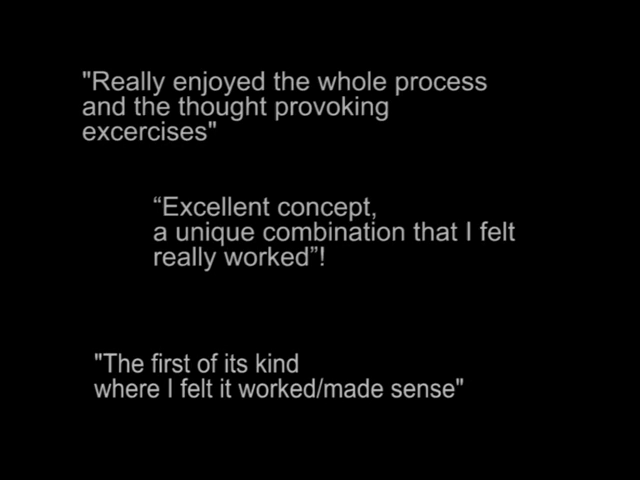 "Really enjoyed the whole process
and the thought provoking
excercises"
“Excellent concept,
a unique combination that I felt
really worked”!
"The first of its kind
where I felt it worked/made sense"